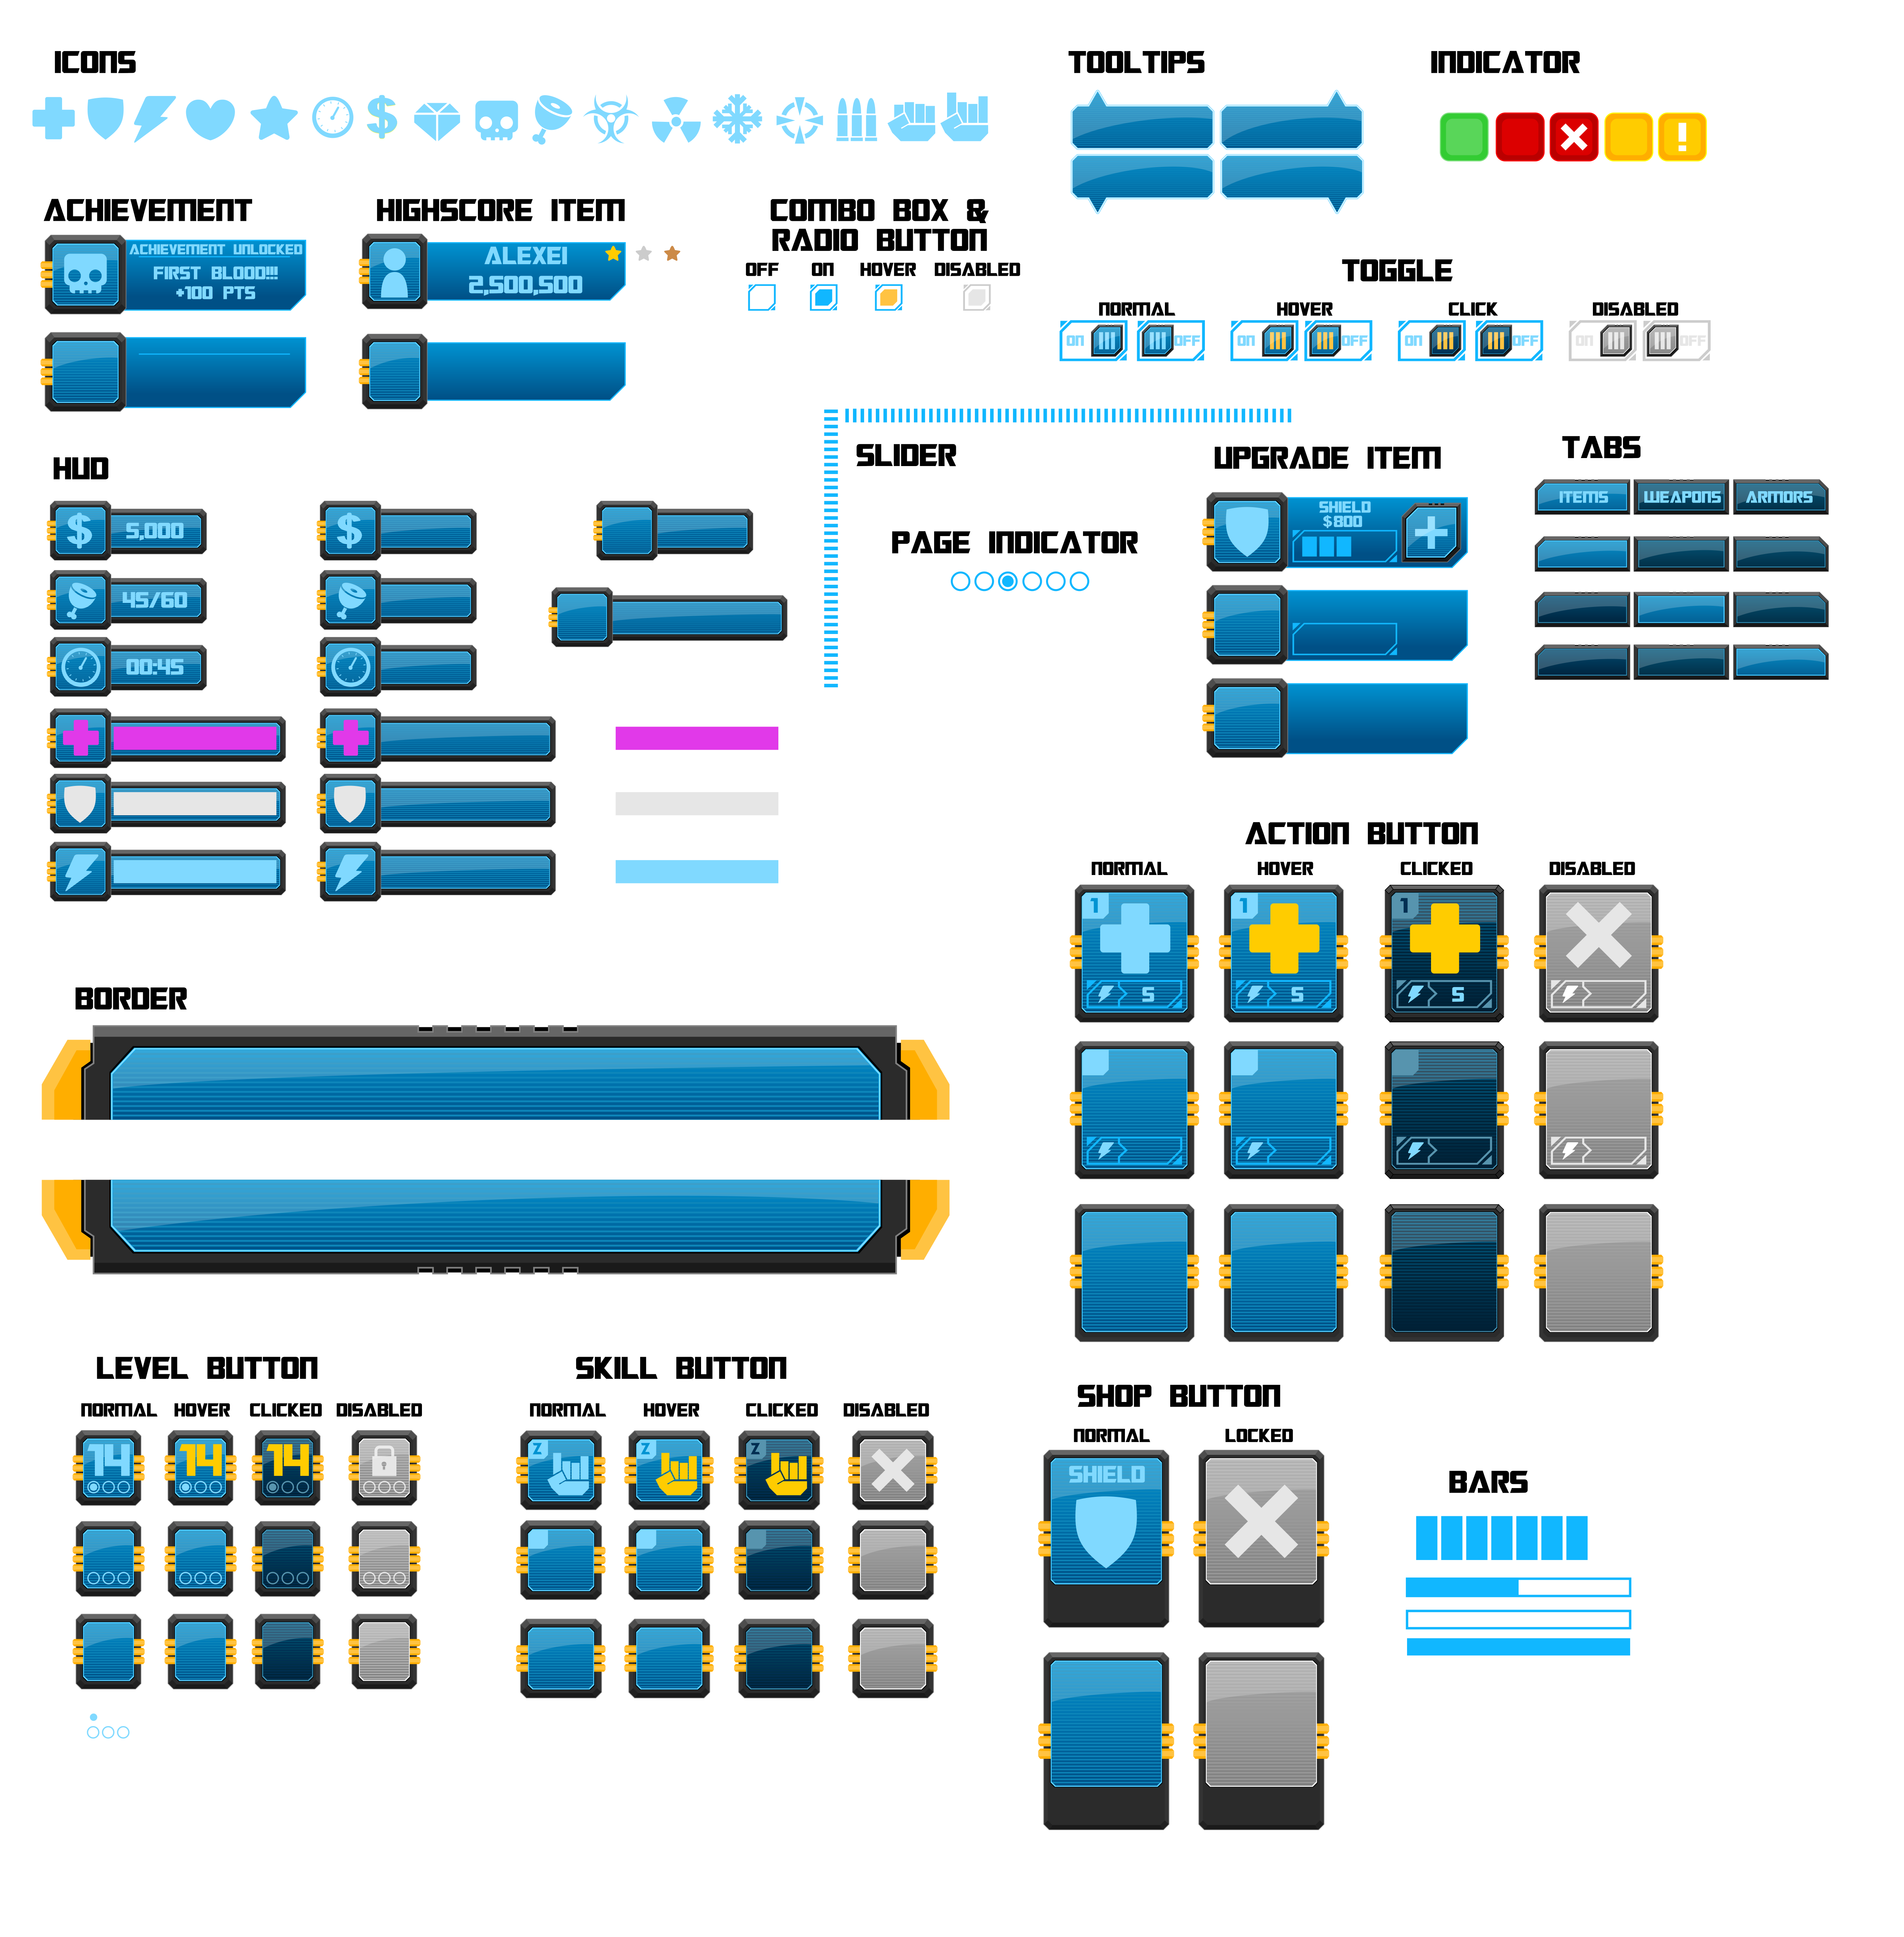 ICONS
TOOLTIPS
INDICATOR
ACHIEVEMENT
ACHIEVEMENT UNLOCKED
FIRST BLOOD!!!
+100 PTS
HIGHSCORE ITEM
ALEXEI
2,500,500
COMBO BOX &
RADIO BUTTON
OFF ON HOVER DISABLED
TOGGLE
NORMAL HOVER CLICK DISABLED
ON OFF ON OFF ON OFF ON OFF
HUD
$ 5,000 $
45/60
00:45
SLIDER
PAGE INDICATOR
UPGRADE ITEM
SHIELD
$800
TABS
ITEMS WEAPONS ARMORS
ACTION BUTTON
NORMAL HOVER CLICKED DISABLED
1 1 1
5 5 5
BORDER
LEVEL BUTTON
NORMAL HOVER CLICKED DISABLED
14 14 14
SKILL BUTTON
NORMAL HOVER CLICKED DISABLED
Z Z Z
SHOP BUTTON
NORMAL LOCKED
SHIELD
BARS